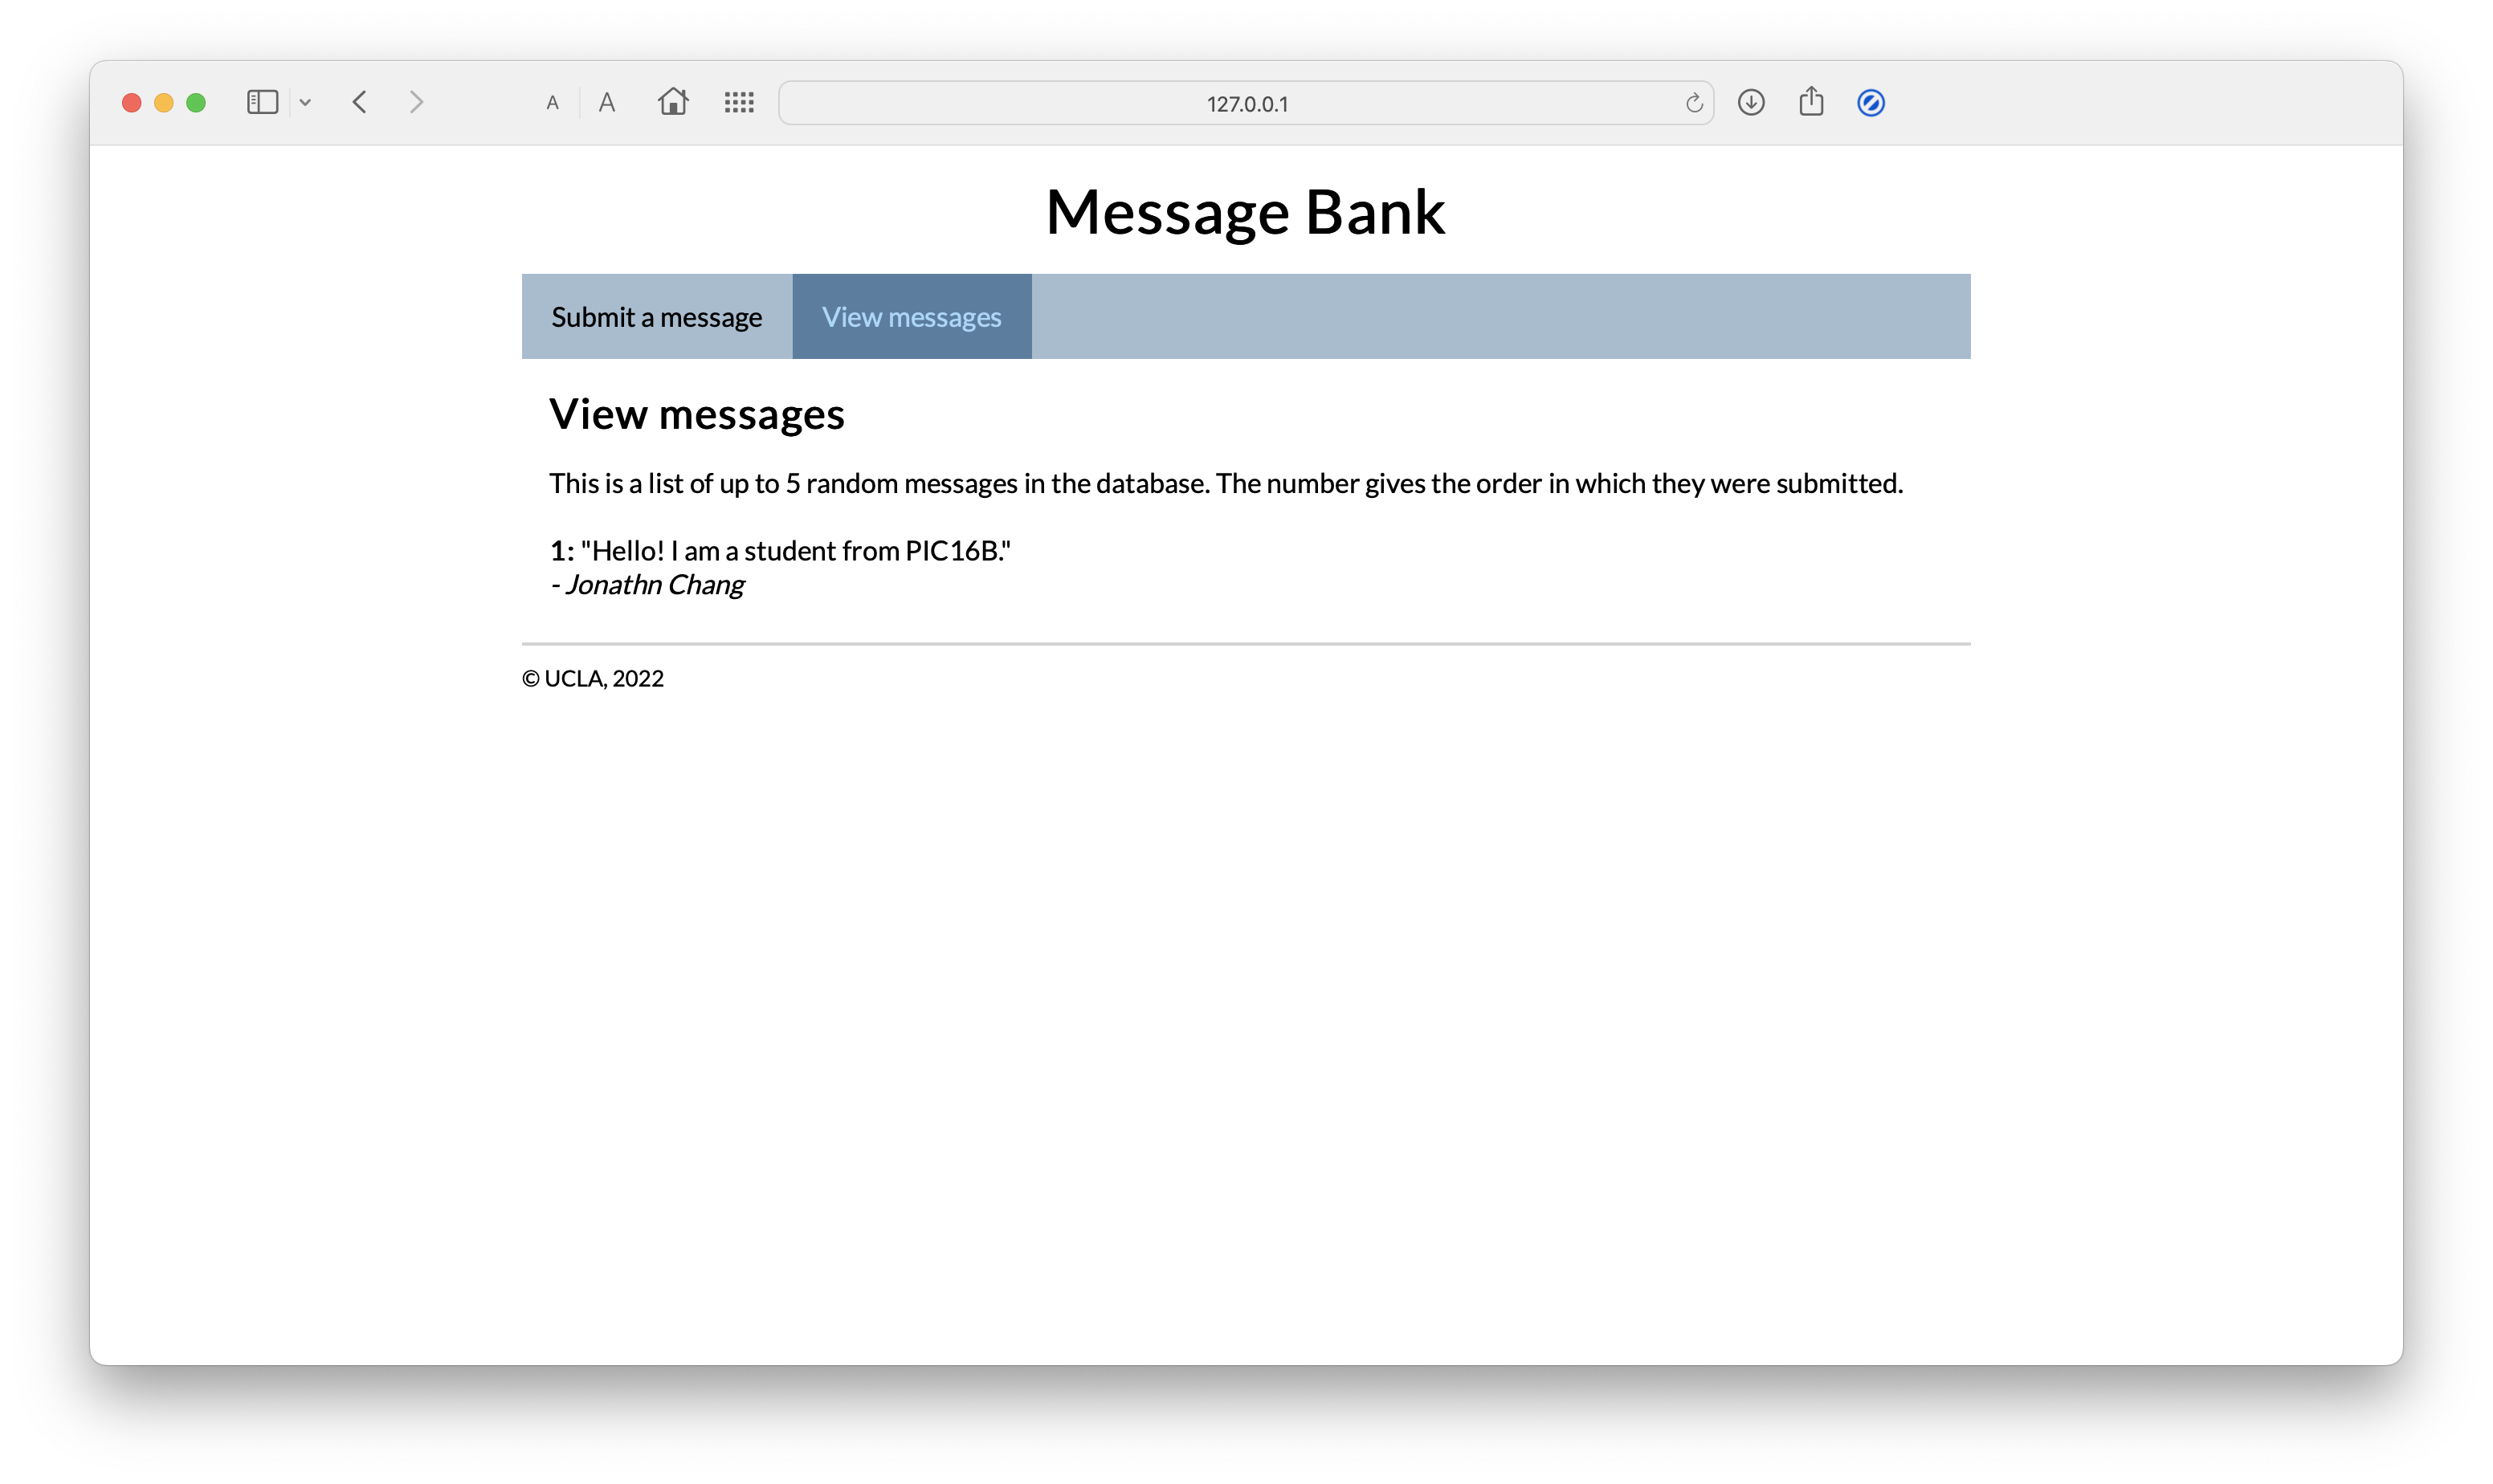 A A 127.0.0.1
Message Bank
Submit a message View messages
View messages
This is a list of up to 5 random messages in the database. The number gives the order in which they were submitted.
1: "Hello! I am a student from PIC16B."
- Jonathn Chang
© UCLA, 2022